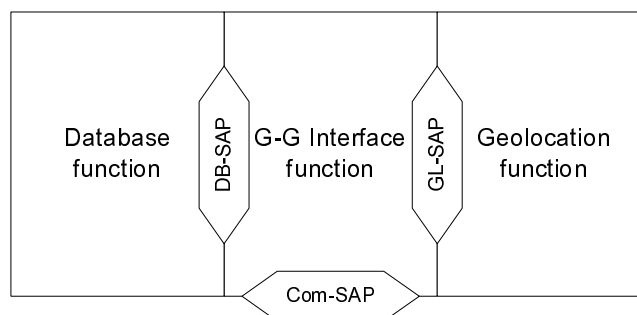 Database
function
DB-SAP
G-G Interface
function
GL-SAP
Geolocation
function
Com-SAP